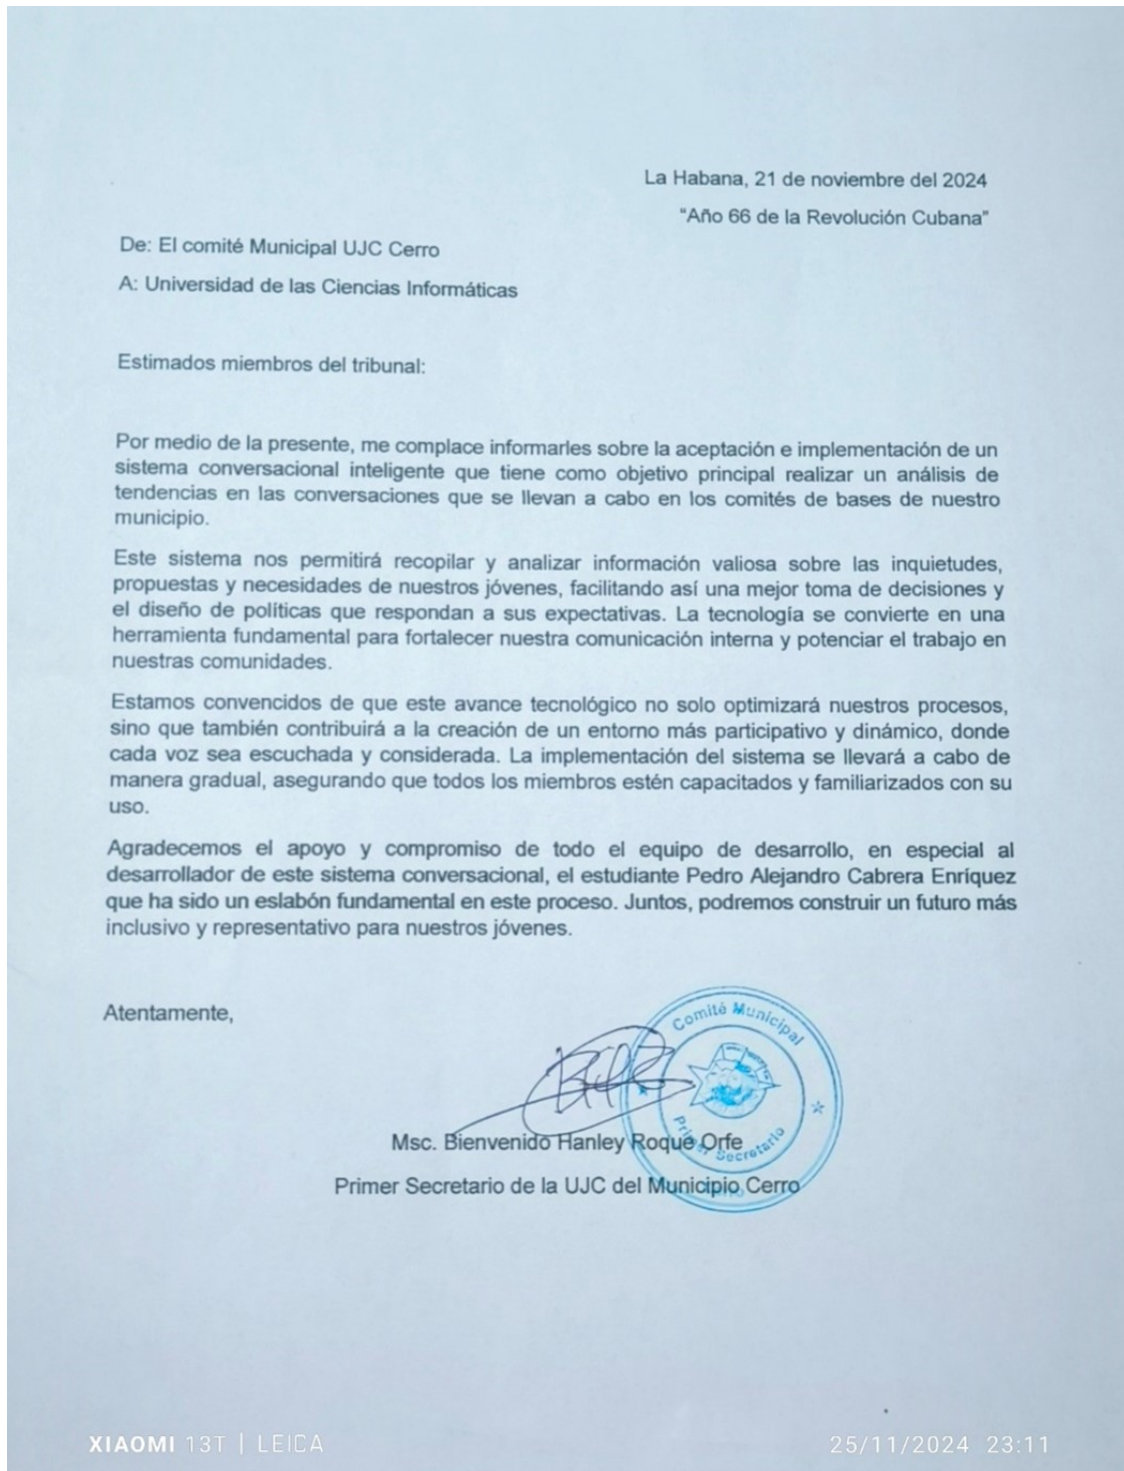 La Habana, 21 de noviembre del 2024
“Año 66 de la Revolución Cubana”
De: El comité Municipal UJC Cerro
A: Universidad de las Ciencias Informáticas
Estimados miembros del tribunal:
Por medio de la presente, me complace informarles sobre la aceptación e implementación de un
sistema conversacional inteligente que tiene como objetivo principal realizar un análisis de
tendencias en las conversaciones que se llevan a cabo en los comités de bases de nuestro
municipio.
Este sistema nos permitirá recopilar y analizar información valiosa sobre las inquietudes,
propuestas y necesidades de nuestros jóvenes, facilitando así una mejor toma de decisiones y
el diseño de políticas que respondan a sus expectativas. La tecnología se convierte en una
herramienta fundamental para fortalecer nuestra comunicación interna y potenciar el trabajo en
nuestras comunidades.
Estamos convencidos de que este avance tecnológico no solo optimizará nuestros procesos,
sino que también contribuirá a la creación de un entorno más participativo y dinámico, donde
cada voz sea escuchada y considerada. La implementación del sistema se llevará a cabo de
manera gradual, asegurando que todos los miembros estén capacitados y familiarizados con su
uso.
Agradecemos el apoyo y compromiso de todo el equipo de desarrollo, en especial al
desarrollador de este sistema conversacional, el estudiante Pedro Alejandro Cabrera Enríquez
que ha sido un eslabón fundamental en este proceso. Juntos, podremos construir un futuro más
inclusivo y representativo para nuestros jóvenes.
Atentamente,
Comité Municipal
Primer Secretario
Msc. Bienvenido Hanley Roque Orfe
Primer Secretario de la UJC del Municipio Cerro
XIAOMI 13T | LEICA
25/11/2024 23:11